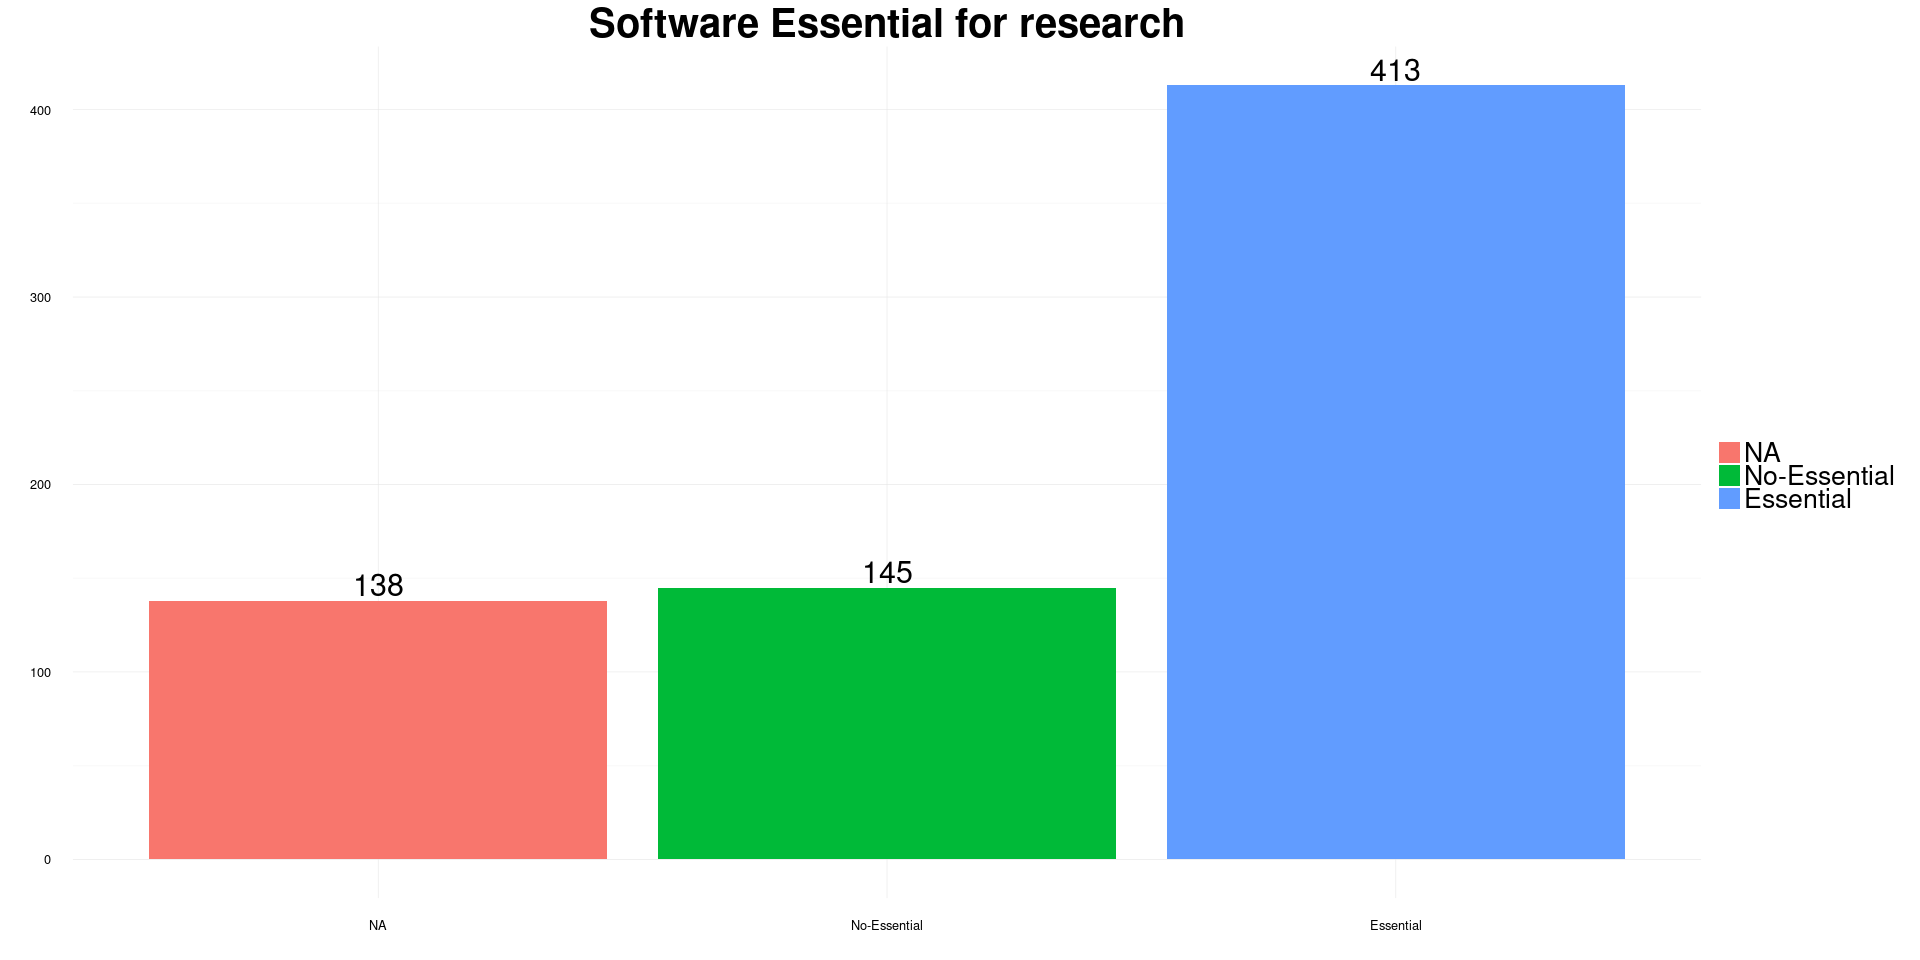 Software Essential for research
413
400
300
200
145
138
100
0
NA
No-Essential
Essential
NA
No-Essential
Essential